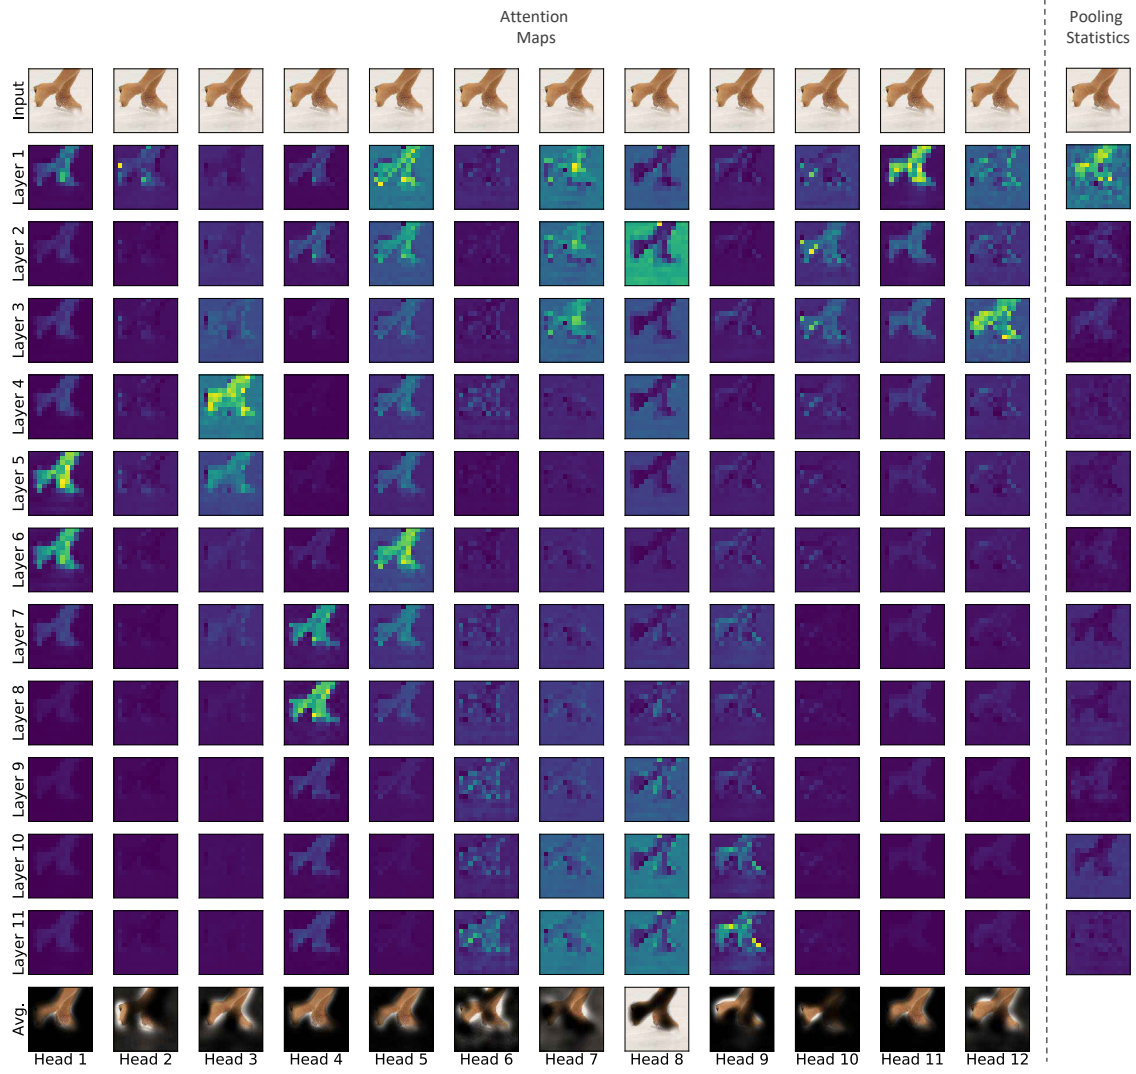 Attention
Maps
Pooling
Statistics
Input
Layer 1
Layer 2
Layer 3
Layer 4
Layer 5
Layer 6
Layer 7
Layer 8
Layer 9
Layer 10
Layer 11
Avg.
Head 1 Head 2 Head 3 Head 4 Head 5 Head 6 Head 7 Head 8 Head 9 Head 10 Head 11 Head 12